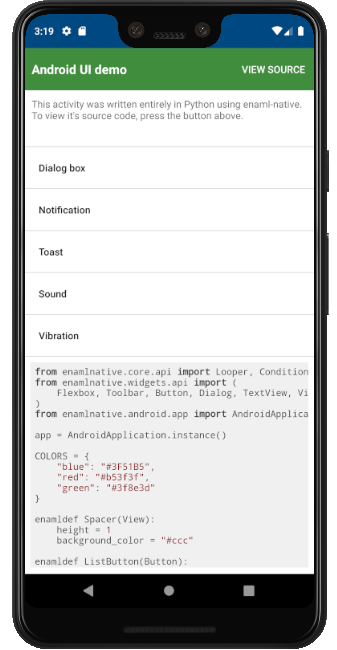 3:19
Android UI demo VIEW SOURCE
This activity was written entirely in Python using enaml-native.
To view it's source code, press the button above.
Dialog box
Notification
Toast
Sound
Vibration
from enamlnative.core.api import Looper, Condition
from enamlnative.widgets.api import (
    Flexbox, Toolbar, Button, Dialog, TextView, Vi
)
from enamlnative.android.app import AndroidApplica
app = AndroidApplication.instance()
COLORS = {
    "blue": "#3F51B5",
    "red": "#b53f3f",
    "green": "#3f8e3d"
}
enamldef Spacer(View):
    height = 1
    background_color = "#ccc"
enamldef ListButton(Button):